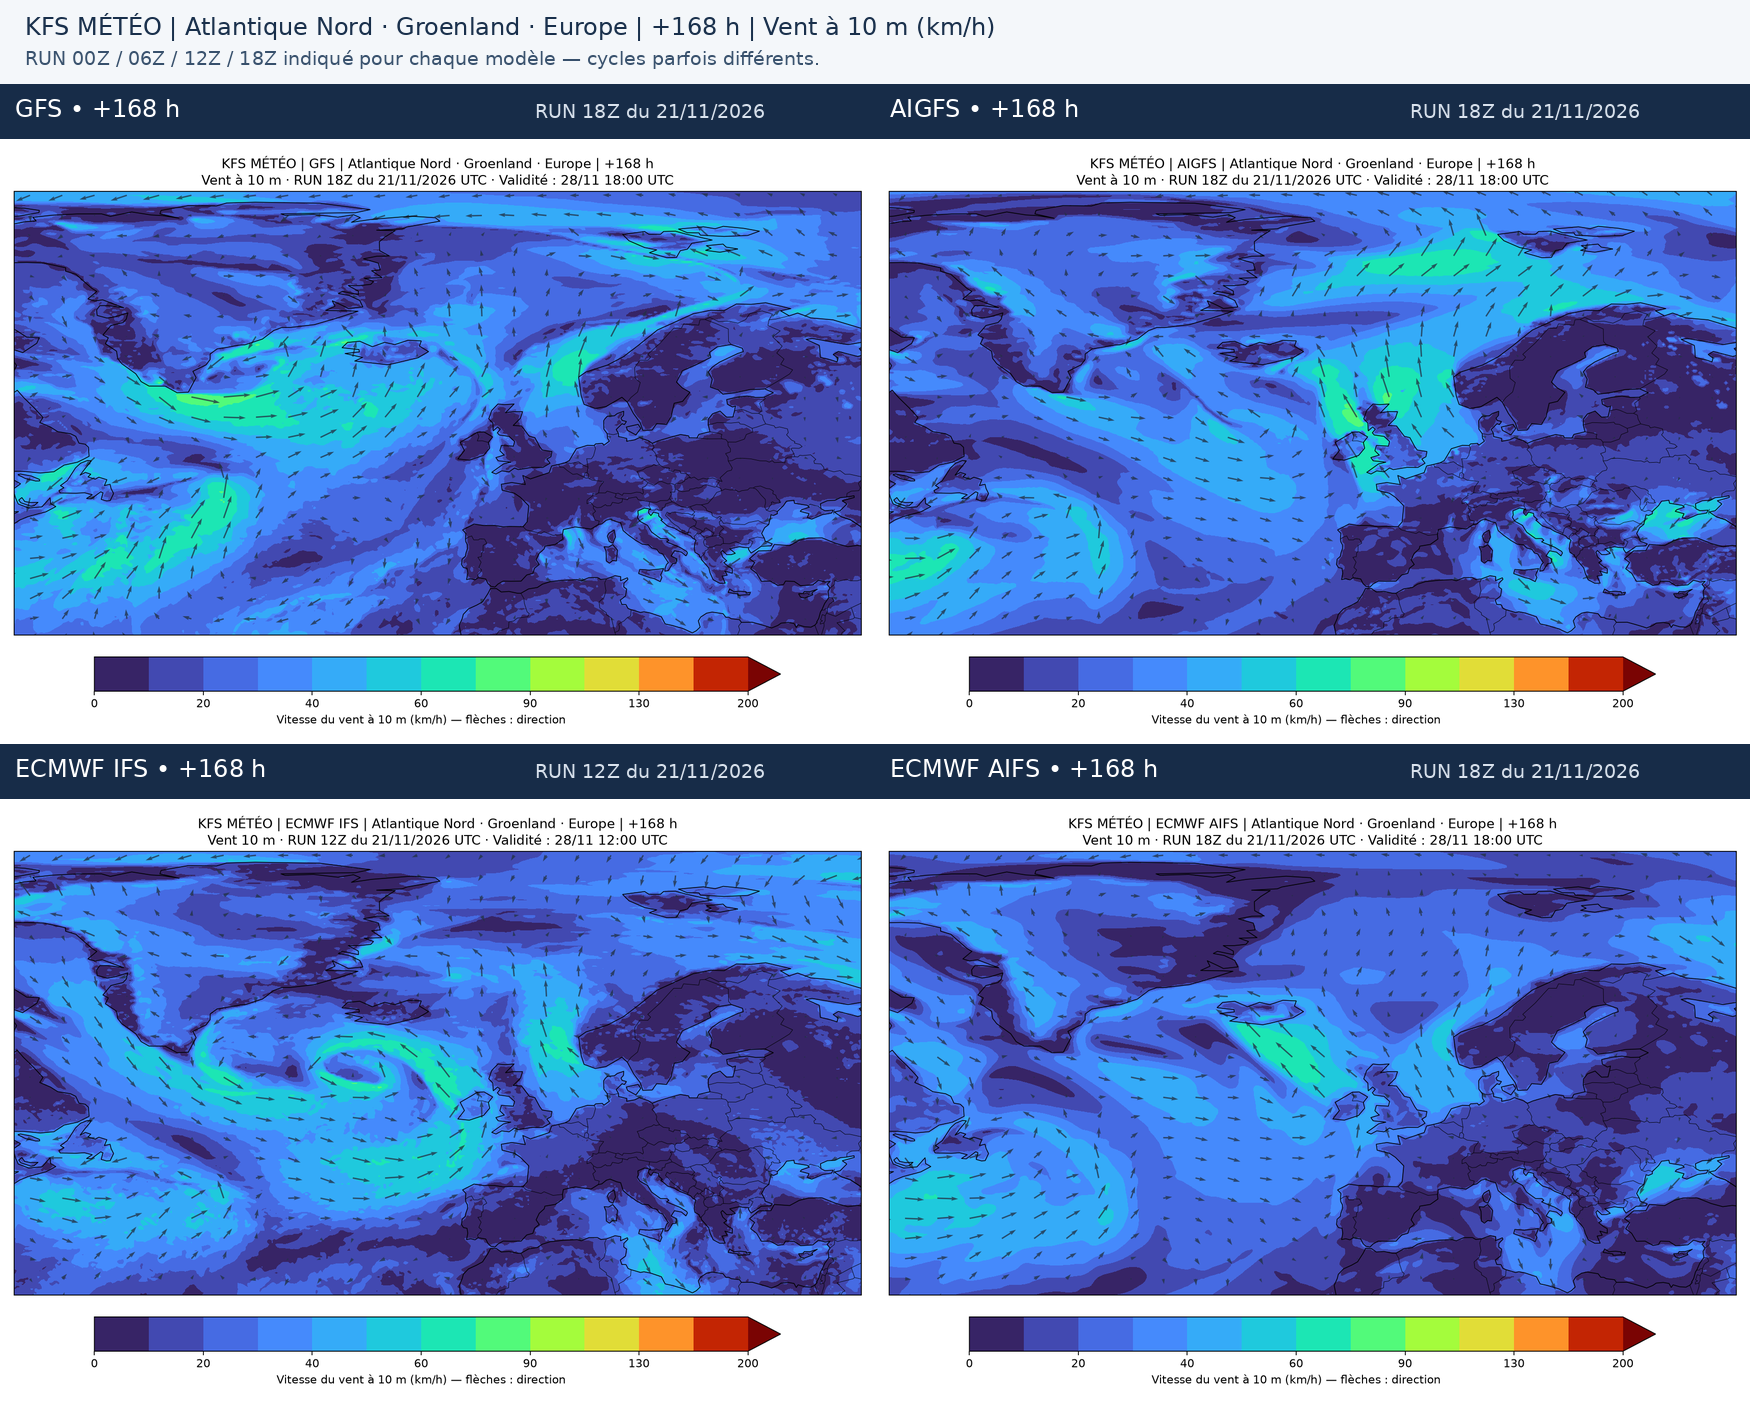 KFS MÉTÉO | Atlantique Nord · Groenland · Europe | +168 h | Vent à 10 m (km/h)
RUN 00Z / 06Z / 12Z / 18Z indiqué pour chaque modèle — cycles parfois différents.
GFS • +168 h
RUN 18Z du 21/11/2026
KFS MÉTÉO | GFS | Atlantique Nord · Groenland · Europe | +168 h
Vent à 10 m · RUN 18Z du 21/11/2026 UTC · Validité : 28/11 18:00 UTC
0 20 40 60 90 130 200
Vitesse du vent à 10 m (km/h) — flèches : direction
AIGFS • +168 h
RUN 18Z du 21/11/2026
KFS MÉTÉO | AIGFS | Atlantique Nord · Groenland · Europe | +168 h
Vent à 10 m · RUN 18Z du 21/11/2026 UTC · Validité : 28/11 18:00 UTC
0 20 40 60 90 130 200
Vitesse du vent à 10 m (km/h) — flèches : direction
ECMWF IFS • +168 h
RUN 12Z du 21/11/2026
KFS MÉTÉO | ECMWF IFS | Atlantique Nord · Groenland · Europe | +168 h
Vent 10 m · RUN 12Z du 21/11/2026 UTC · Validité : 28/11 12:00 UTC
0 20 40 60 90 130 200
Vitesse du vent à 10 m (km/h) — flèches : direction
ECMWF AIFS • +168 h
RUN 18Z du 21/11/2026
KFS MÉTÉO | ECMWF AIFS | Atlantique Nord · Groenland · Europe | +168 h
Vent 10 m · RUN 18Z du 21/11/2026 UTC · Validité : 28/11 18:00 UTC
0 20 40 60 90 130 200
Vitesse du vent à 10 m (km/h) — flèches : direction